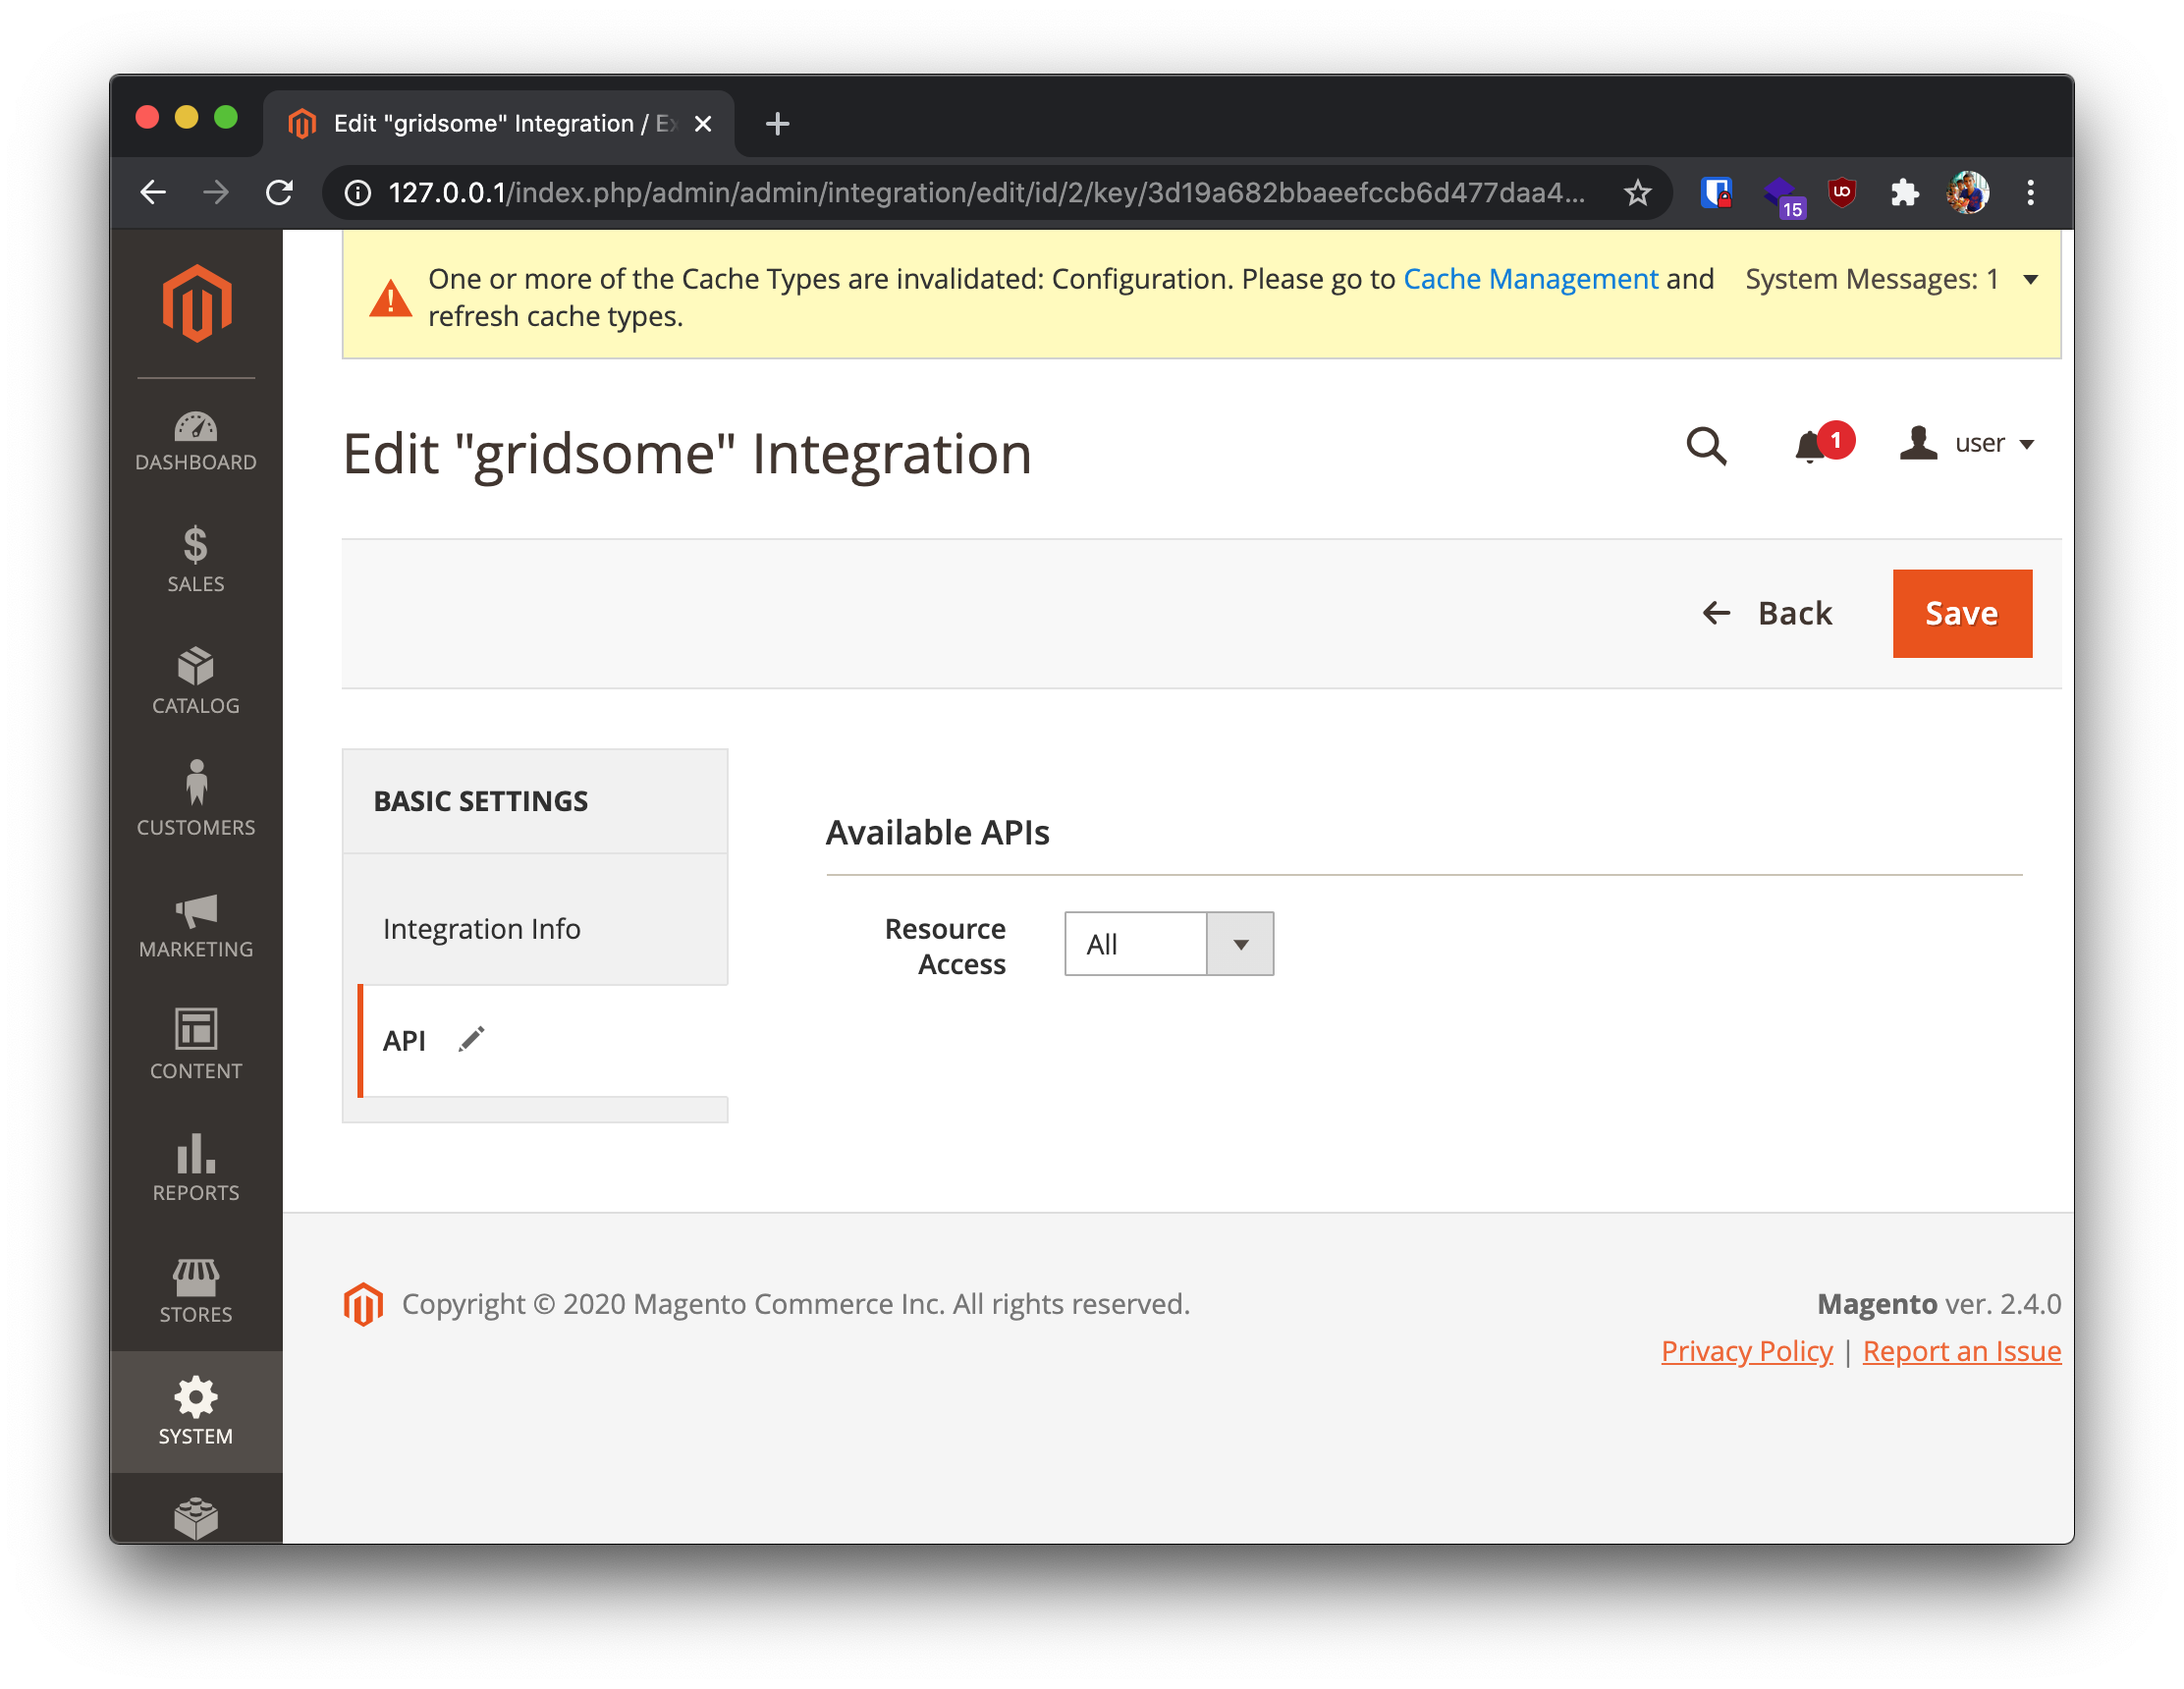 Edit "gridsome" Integration / Ex
127.0.0.1/index.php/admin/admin/integration/edit/id/2/key/3d19a682bbaeefccb6d477daa4...
15
One or more of the Cache Types are invalidated: Configuration. Please go to Cache Management and
refresh cache types.
System Messages: 1
Edit "gridsome" Integration
1
user
Back
Save
DASHBOARD
SALES
CATALOG
CUSTOMERS
MARKETING
CONTENT
REPORTS
STORES
SYSTEM
BASIC SETTINGS
Integration Info
API
Available APIs
Resource
Access
All
Copyright © 2020 Magento Commerce Inc. All rights reserved.
Magento ver. 2.4.0
Privacy Policy | Report an Issue